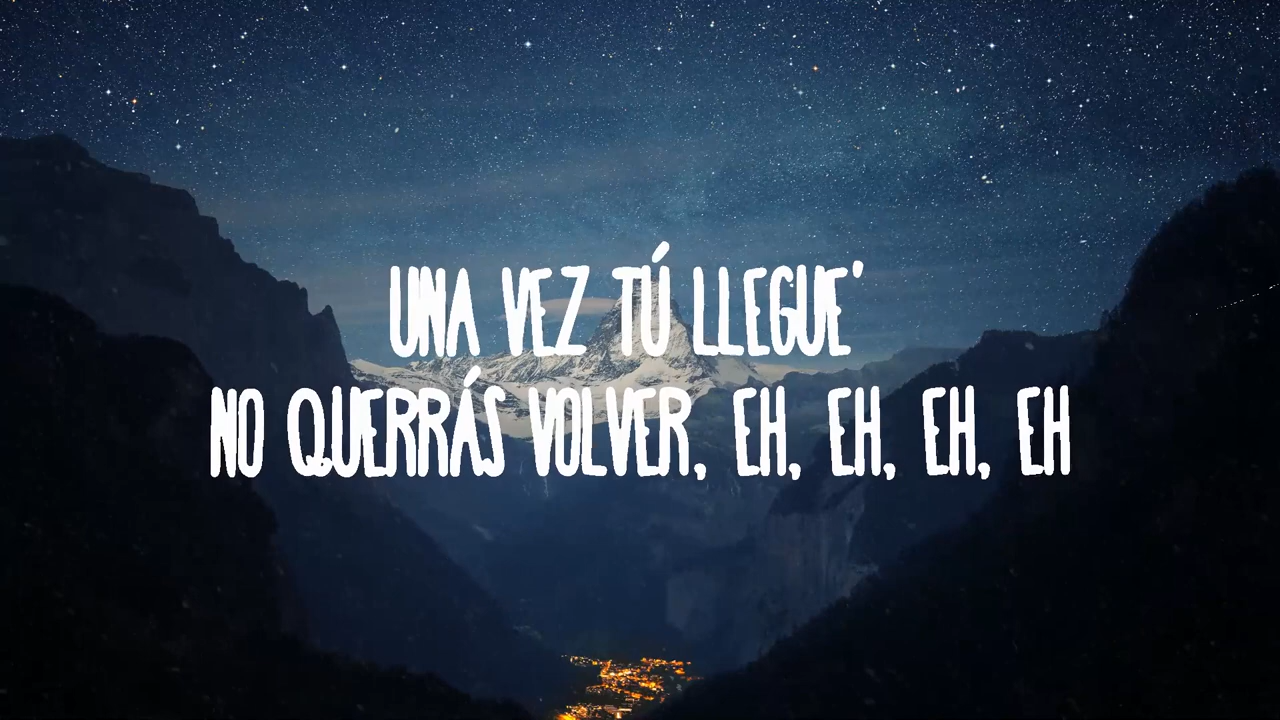 UNA VEZ TÚ LLEGUE'
NO QUERRÁS VOLVER, EH, EH, EH, EH